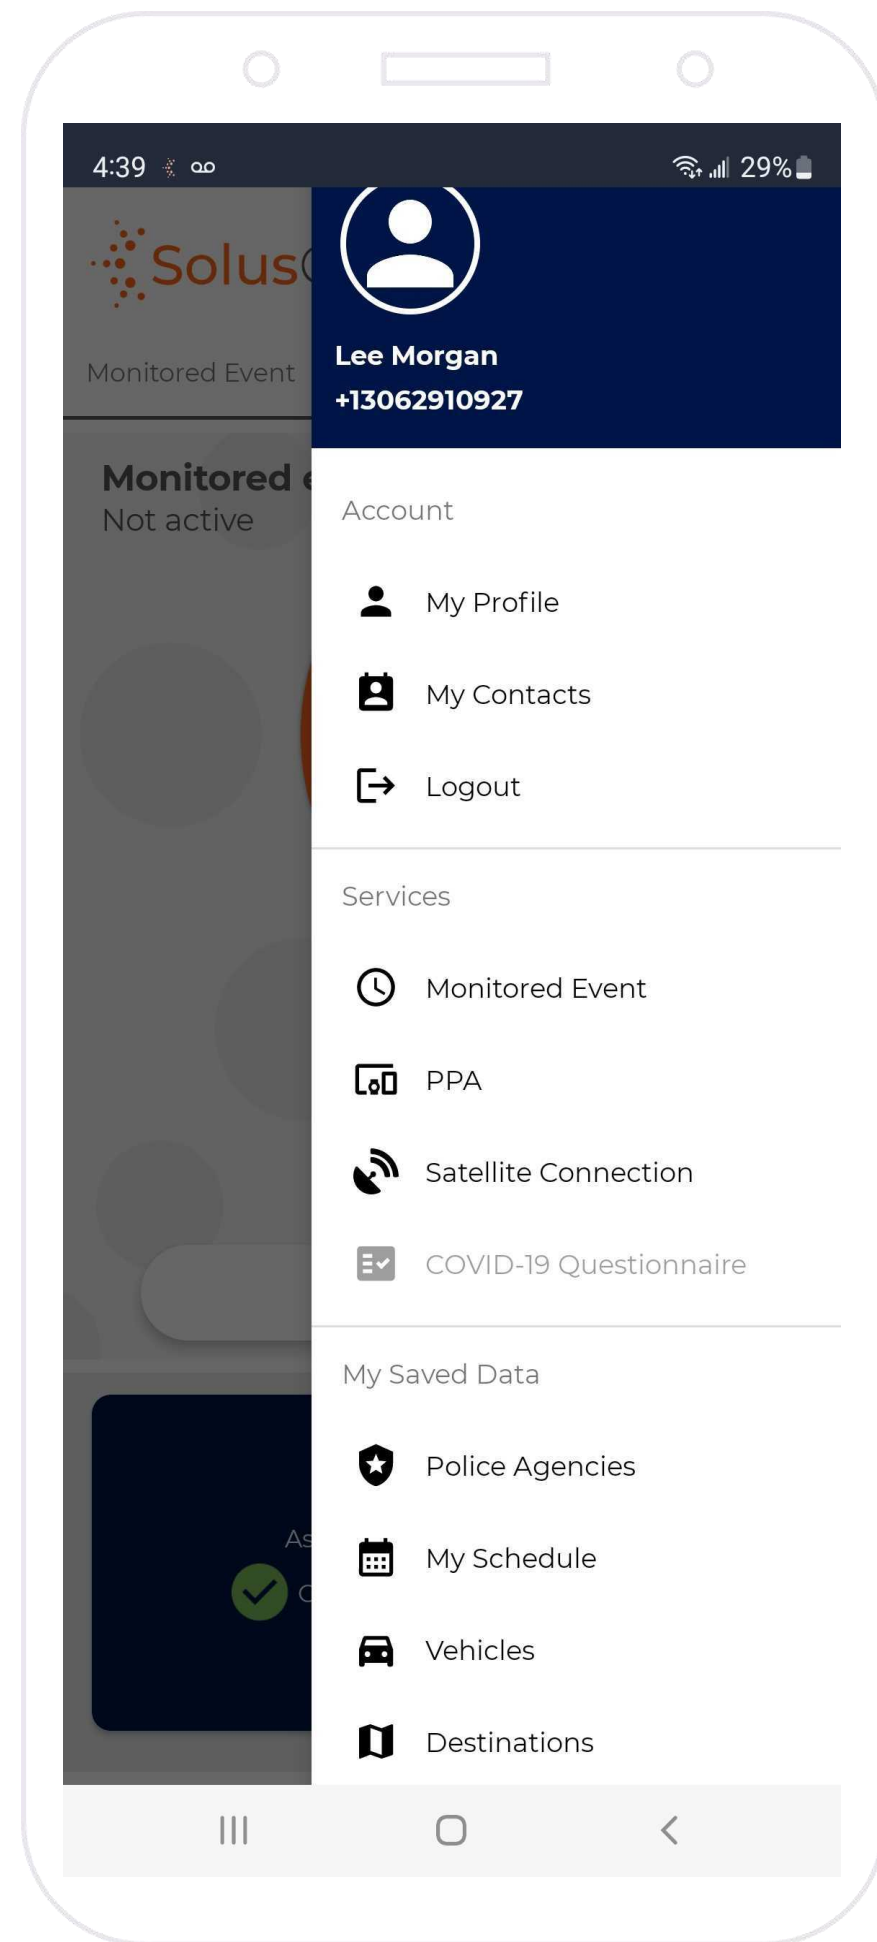 4:39
29%
Solus
Monitored Event
Lee Morgan
+13062910927
Monitored
Not active
Account
My Profile
My Contacts
Logout
Services
Monitored Event
PPA
Satellite Connection
COVID-19 Questionnaire
My Saved Data
Police Agencies
My Schedule
Vehicles
Destinations